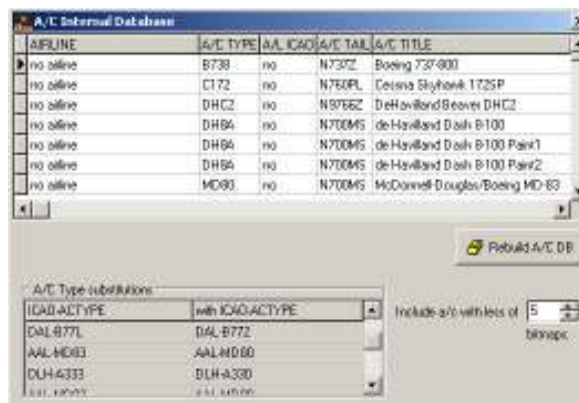 A/C Internal Database
AIRLINE A/C TYPE A/L ICAO A/C TAIL A/C TITLE
no airline B738 no N737Z Boeing 737-800
no airline C172 no N760PL Cessna Skyhawk 172SP
no airline DHC2 no N9766Z DeHavilland Beaver DHC2
no airline DH8A no N700MS de Havilland Dash 8-100
no airline DH8A no N700MS de Havilland Dash 8-100 Paint1
no airline DH8A no N700MS de Havilland Dash 8-100 Paint2
no airline MD80 no N700MS McDonnell-Douglas/Boeing MD-83
Rebuild A/C DB
A/C Type substitutions
ICAO-ACTYPE with ICAO-ACTYPE
DAL-B77L DAL-B772
AAL-MD83 AAL-MD80
DLH-A333 DLH-A330
Include a/c with less of 5
bitmaps